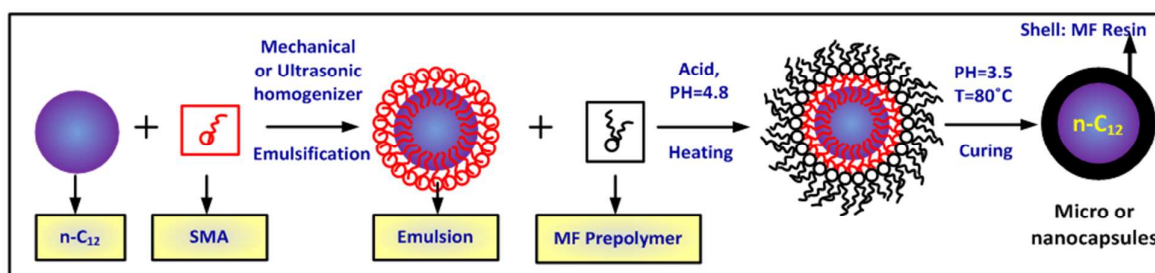 Mechanical
or Ultrasonic
homogenizer
Emulsification
Acid,
PH=4.8
Heating
PH=3.5
T=80°C
Curing
Shell: MF Resin
n-C₁₂
Micro or
nanocapsules
+
+
n-C₁₂
SMA
Emulsion
MF Prepolymer